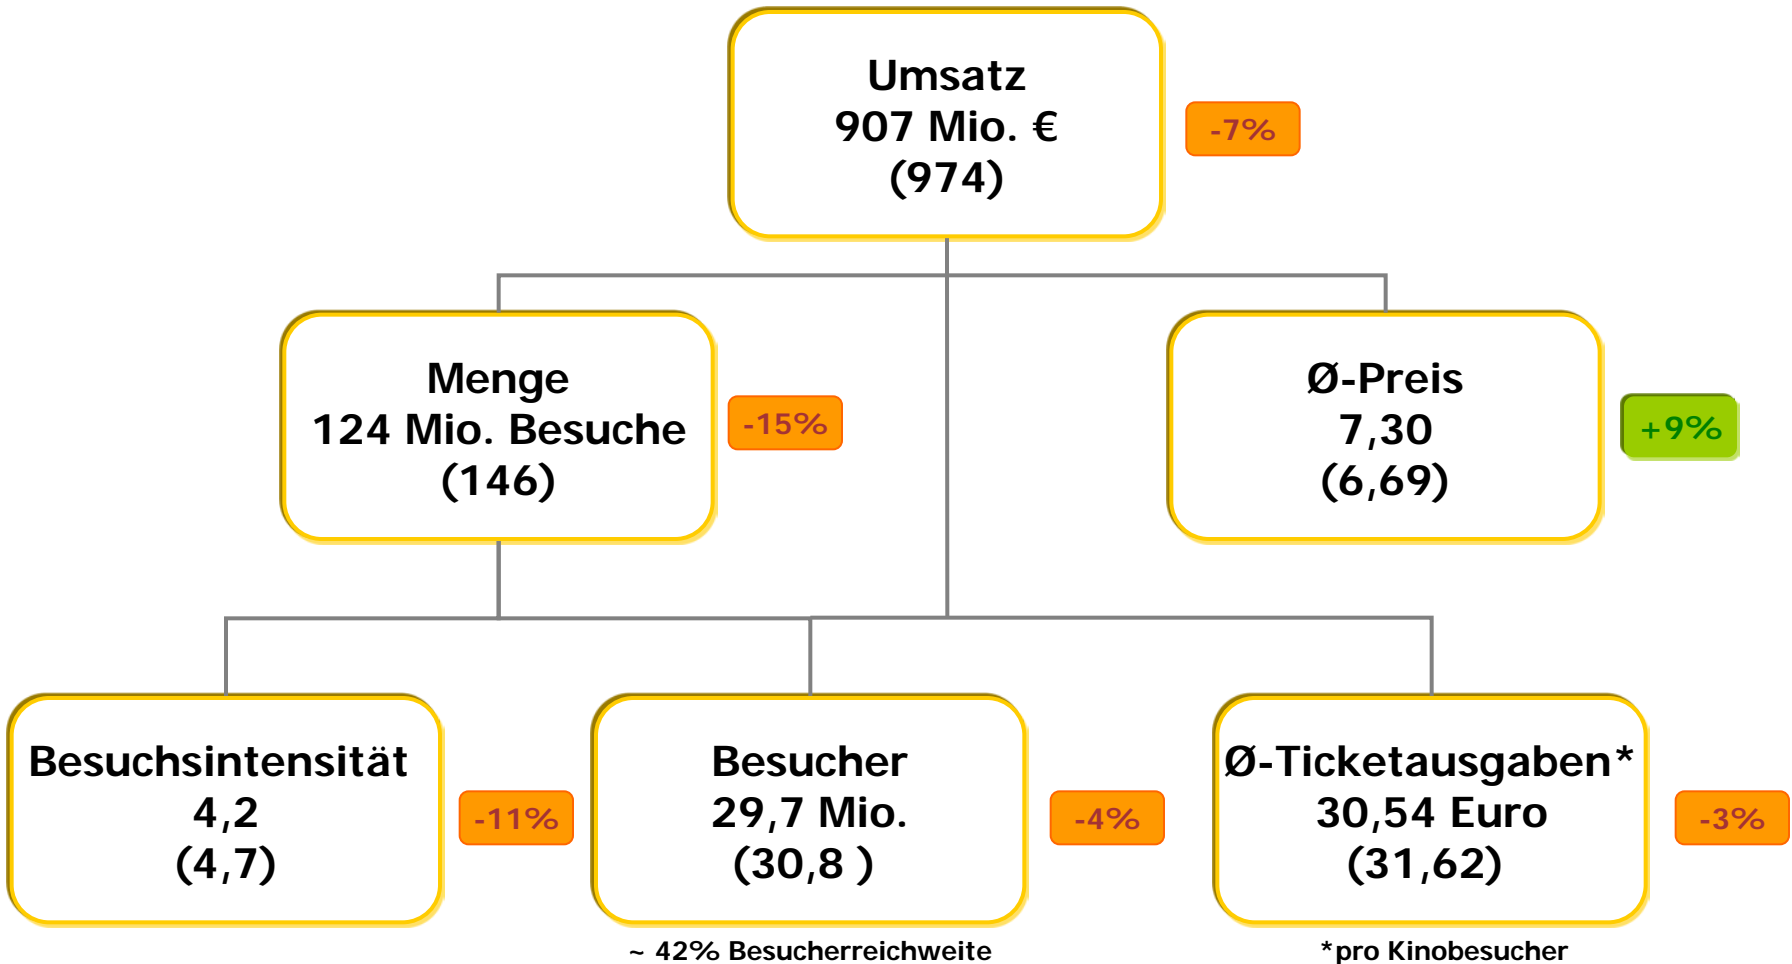 Umsatz
907 Mio. €
(974)
-7%
Menge
124 Mio. Besuche
(146)
-15%
Ø-Preis
7,30
(6,69)
+9%
Besuchsintensität
4,2
(4,7)
-11%
Besucher
29,7 Mio.
(30,8 )
-4%
Ø-Ticketausgaben*
30,54 Euro
(31,62)
-3%
~ 42% Besucherreichweite
*pro Kinobesucher